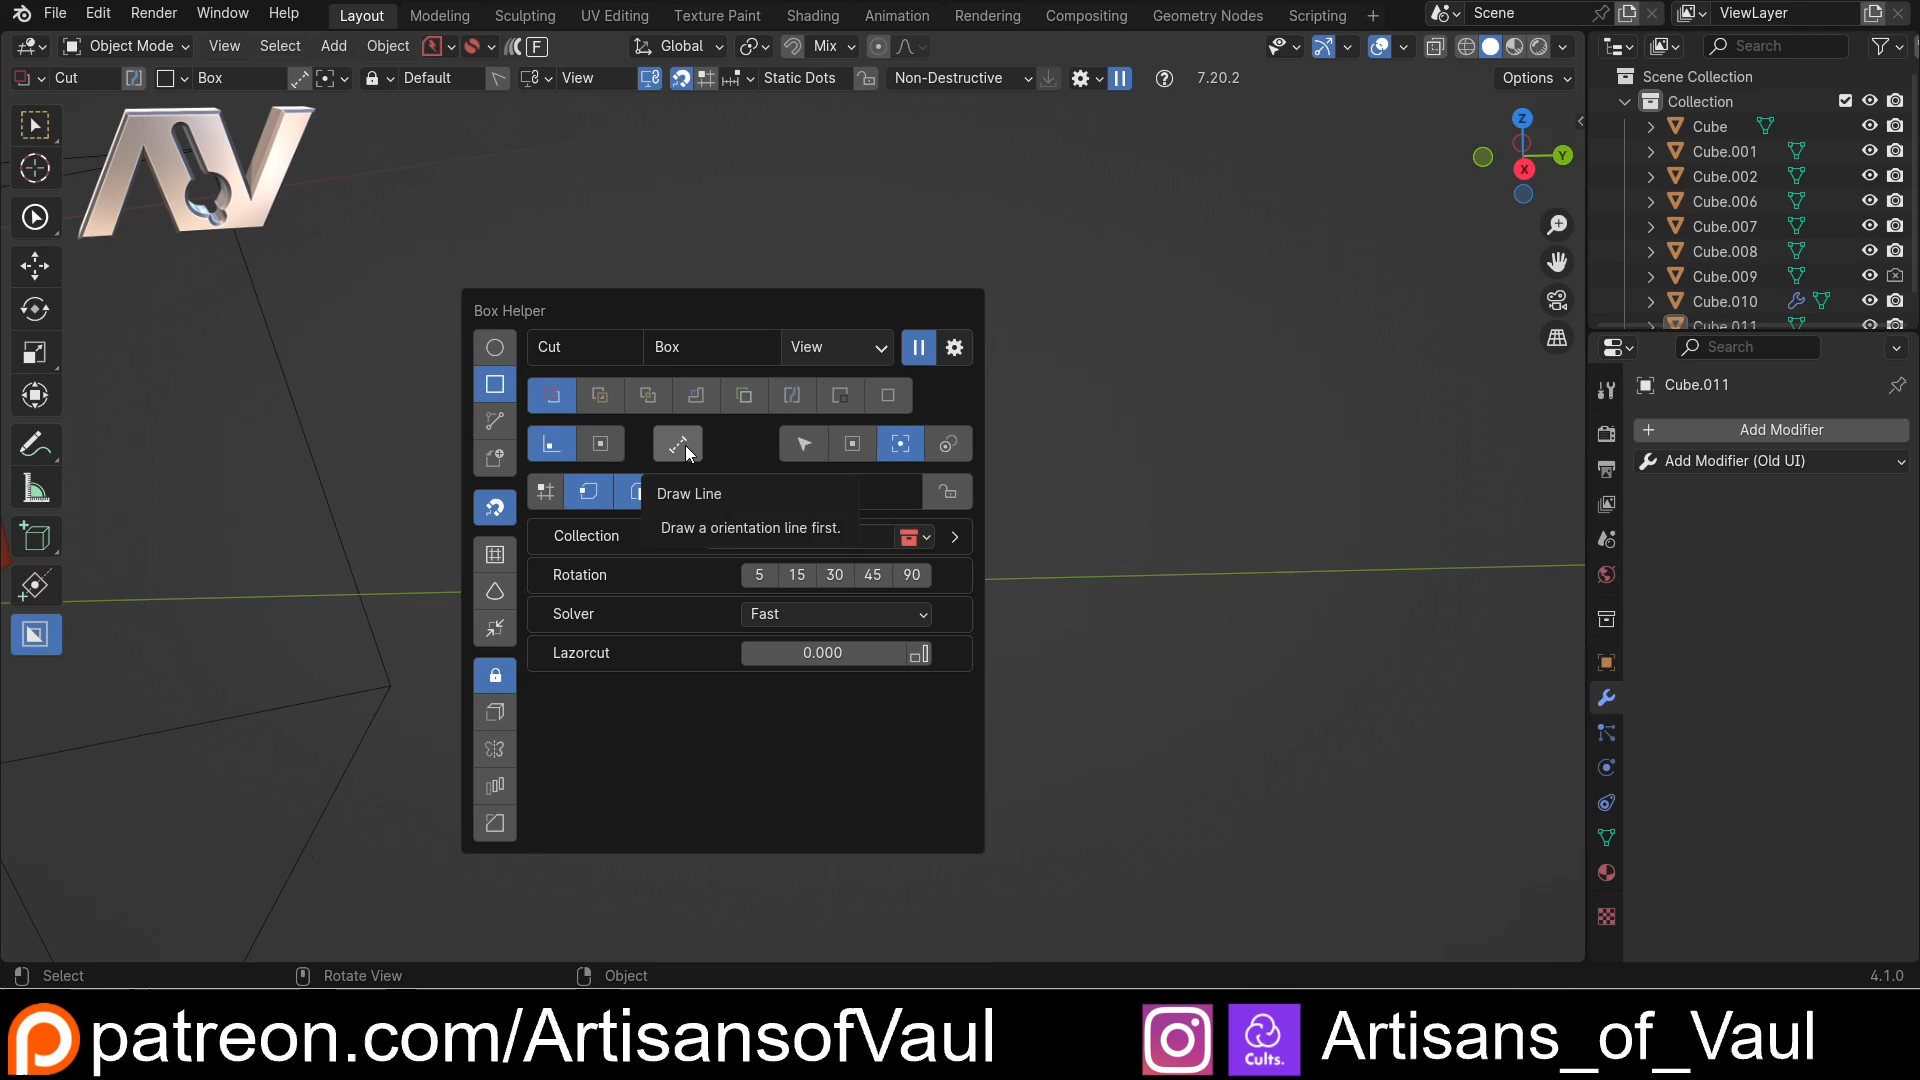 File Edit Render Window Help Layout Modeling Sculpting UV Editing Texture Paint Shading Animation Rendering Compositing Geometry Nodes Scripting + Scene ViewLayer
Object Mode View Select Add Object F Global Mix Search
Cut Box Default View Static Dots Non-Destructive 7.20.2 Options
Scene Collection
Collection
Cube
Cube.001
Cube.002
Cube.006
Cube.007
Cube.008
Cube.009
Cube.010
Cube.011
Z
Y
X
AV
Search
Cube.011
Add Modifier
Add Modifier (Old UI)
Box Helper
Cut Box View
Draw Line
Draw a orientation line first.
Collection
Rotation 5 15 30 45 90
Solver Fast
Lazorcut 0.000
Select Rotate View Object 4.1.0
patreon.com/ArtisansofVaul Cults. Artisans_of_Vaul